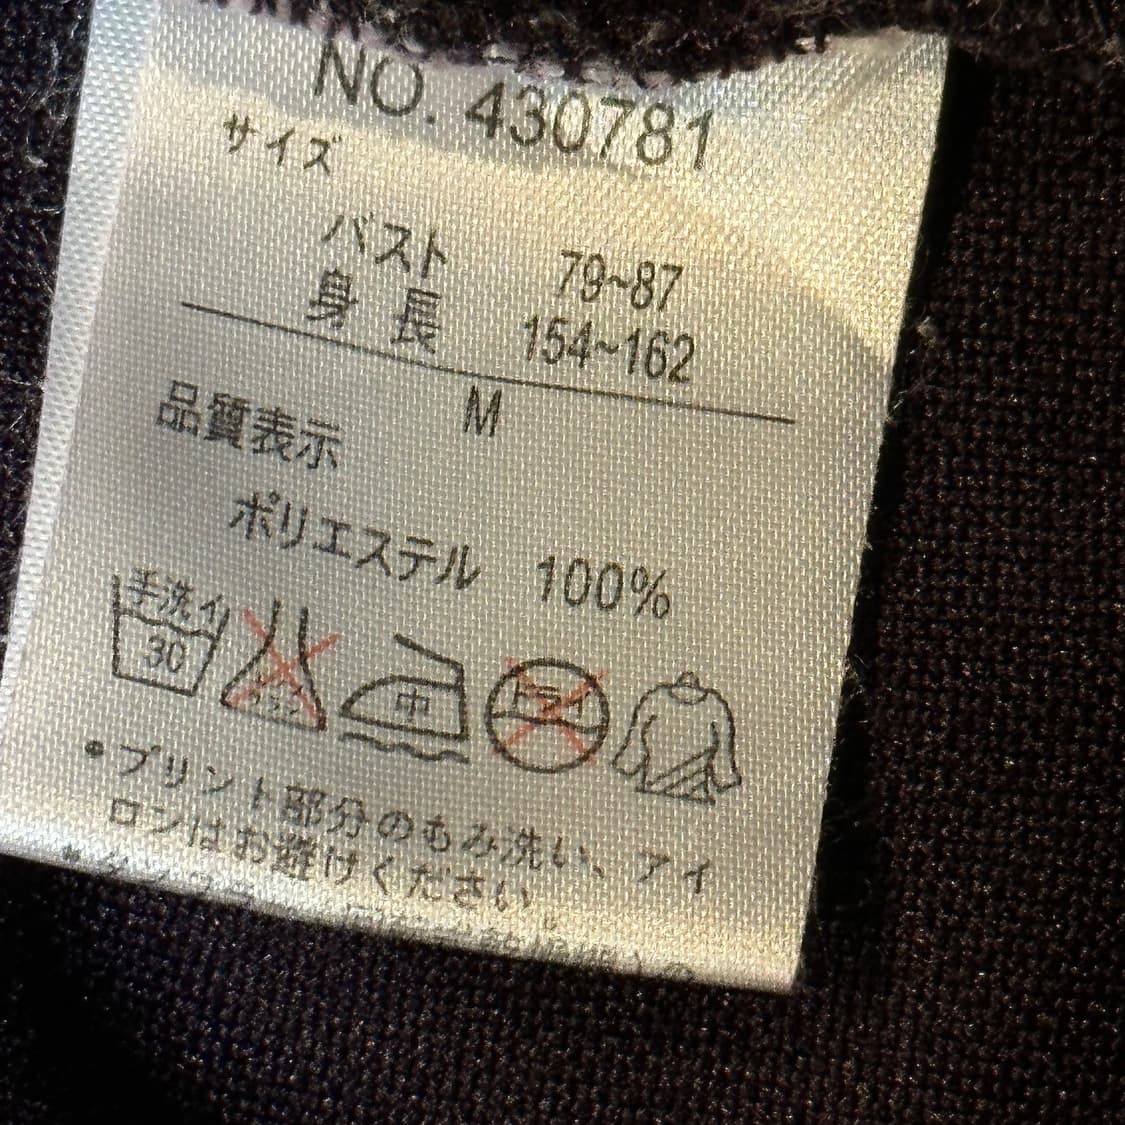 NO. 430781
サイズ
バスト 79~87
身長 154~162
M
品質表示
ポリエステル 100%
手洗イ
30
中
ドライ
・プリント部分のもみ洗い、アイ
ロンはお避けください。